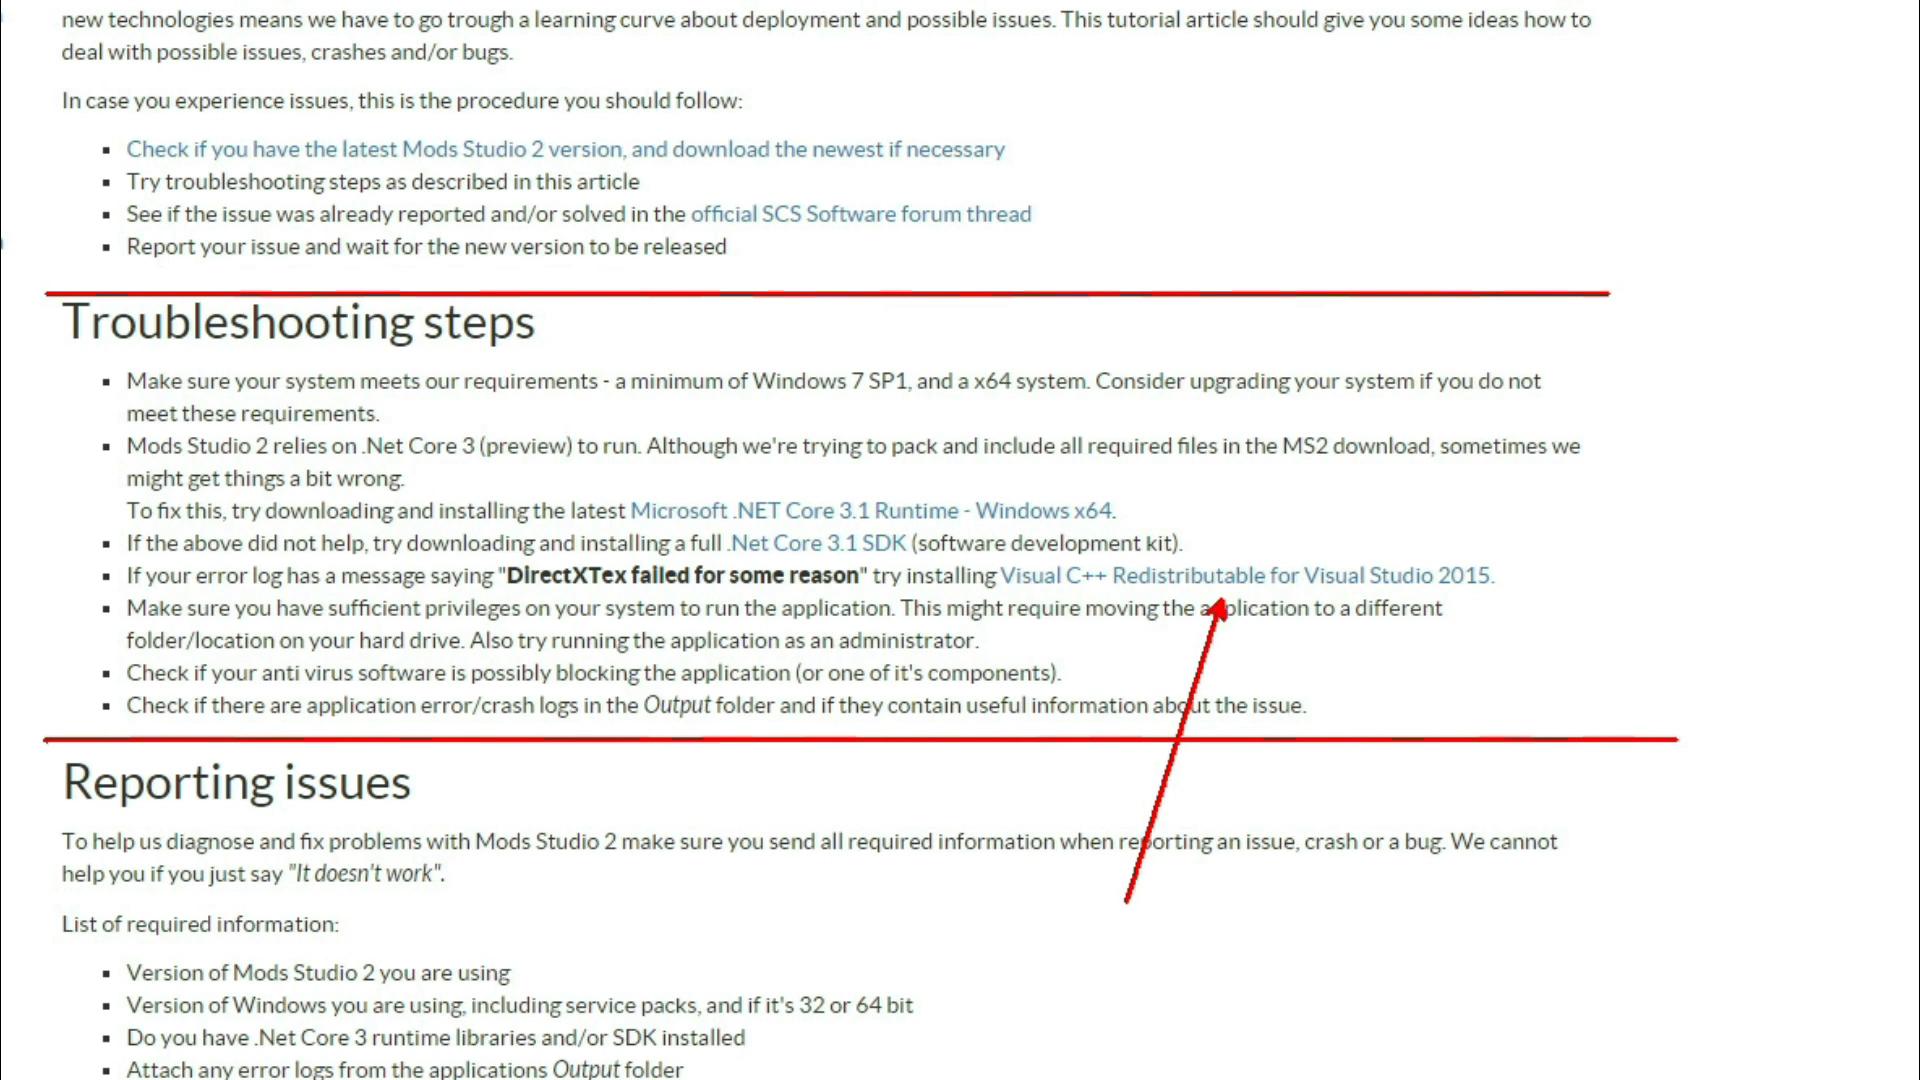 new technologies means we have to go trough a learning curve about deployment and possible issues. This tutorial article should give you some ideas how to
deal with possible issues, crashes and/or bugs.
In case you experience issues, this is the procedure you should follow:
Check if you have the latest Mods Studio 2 version, and download the newest if necessary
Try troubleshooting steps as described in this article
See if the issue was already reported and/or solved in the official SCS Software forum thread
Report your issue and wait for the new version to be released
Troubleshooting steps
Make sure your system meets our requirements - a minimum of Windows 7 SP1, and a x64 system. Consider upgrading your system if you do not
meet these requirements.
Mods Studio 2 relies on .Net Core 3 (preview) to run. Although we're trying to pack and include all required files in the MS2 download, sometimes we
might get things a bit wrong.
To fix this, try downloading and installing the latest Microsoft .NET Core 3.1 Runtime - Windows x64.
If the above did not help, try downloading and installing a full .Net Core 3.1 SDK (software development kit).
If your error log has a message saying "DirectXTex failed for some reason" try installing Visual C++ Redistributable for Visual Studio 2015.
Make sure you have sufficient privileges on your system to run the application. This might require moving the application to a different
folder/location on your hard drive. Also try running the application as an administrator.
Check if your anti virus software is possibly blocking the application (or one of it's components).
Check if there are application error/crash logs in the Output folder and if they contain useful information about the issue.
Reporting issues
To help us diagnose and fix problems with Mods Studio 2 make sure you send all required information when reporting an issue, crash or a bug. We cannot
help you if you just say "It doesn't work".
List of required information:
Version of Mods Studio 2 you are using
Version of Windows you are using, including service packs, and if it's 32 or 64 bit
Do you have .Net Core 3 runtime libraries and/or SDK installed
Attach any error logs from the applications Output folder